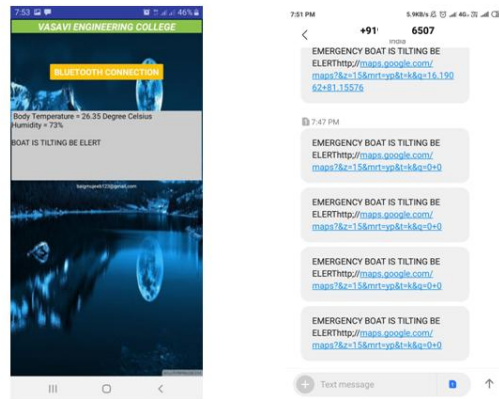 7:53
46%
VASAVI ENGINEERING COLLEGE
BLUETOOTH CONNECTION
Body Temperature = 26.35 Degree Celsius
Humidity = 73%
BOAT IS TILTING BE ELERT
7:51 PM
5.9KB/s
4G
+91
6507
India
EMERGENCY BOAT IS TILTING BE
ELERThttp;//maps.google.com/
maps?&z=15&mrt=yp&t=k&q=16.190
62+81.15576
7:47 PM
EMERGENCY BOAT IS TILTING BE
ELERThttp;//maps.google.com/
maps?&z=15&mrt=yp&t=k&q=0+0
EMERGENCY BOAT IS TILTING BE
ELERThttp;//maps.google.com/
maps?&z=15&mrt=yp&t=k&q=0+0
EMERGENCY BOAT IS TILTING BE
ELERThttp;//maps.google.com/
maps?&z=15&mrt=yp&t=k&q=0+0
EMERGENCY BOAT IS TILTING BE
ELERThttp;//maps.google.com/
maps?&z=15&mrt=yp&t=k&q=0+0
Text message